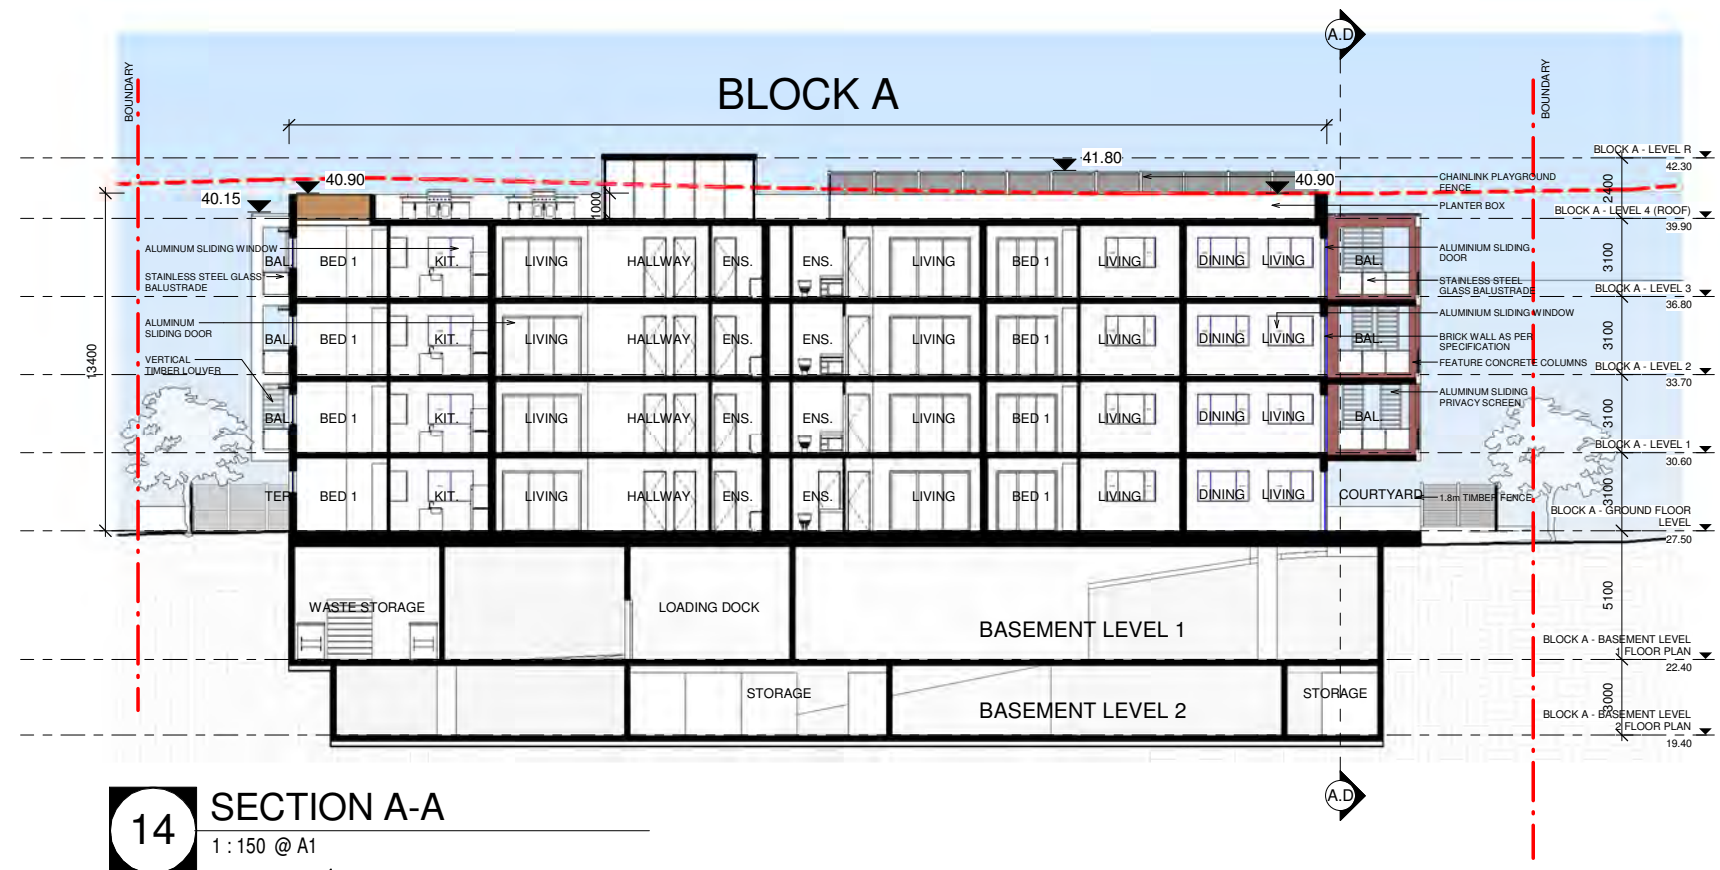 A.D
BOUNDARY
BOUNDARY
BLOCK A
BLOCK A - LEVEL R
42.30
41.80
40.90
40.90
40.15
CHAINLINK PLAYGROUND
FENCE
2400
1000
PLANTER BOX
BLOCK A - LEVEL 4 (ROOF)
39.90
ALUMINUM SLIDING WINDOW
STAINLESS STEEL GLASS
BALUSTRADE
BAL.
BED 1
KIT.
LIVING
HALLWAY
ENS.
ENS.
LIVING
BED 1
LIVING
DINING
LIVING
BAL.
ALUMINIUM SLIDING
DOOR
3100
STAINLESS STEEL
GLASS BALUSTRADE
BLOCK A - LEVEL 3
36.80
ALUMINUM
SLIDING DOOR
BAL.
BED 1
KIT.
LIVING
HALLWAY
ENS.
ENS.
LIVING
BED 1
LIVING
DINING
LIVING
BAL.
ALUMINIUM SLIDING WINDOW
BRICK WALL AS PER
SPECIFICATION
3100
FEATURE CONCRETE COLUMNS
BLOCK A - LEVEL 2
33.70
13400
VERTICAL
TIMBER LOUVER
BAL.
BED 1
KIT.
LIVING
HALLWAY
ENS.
ENS.
LIVING
BED 1
LIVING
DINING
LIVING
BAL.
ALUMINUM SLIDING
PRIVACY SCREEN
3100
BLOCK A - LEVEL 1
30.60
TER
BED 1
KIT.
LIVING
HALLWAY
ENS.
ENS.
LIVING
BED 1
LIVING
DINING
LIVING
COURTYARD
1.8m TIMBER FENCE
3100
BLOCK A - GROUND FLOOR
LEVEL
27.50
WASTE STORAGE
LOADING DOCK
BASEMENT LEVEL 1
5100
BLOCK A - BASEMENT LEVEL
1 FLOOR PLAN
22.40
STORAGE
BASEMENT LEVEL 2
STORAGE
3000
BLOCK A - BASEMENT LEVEL
2 FLOOR PLAN
19.40
A.D
14
SECTION A-A
1 : 150 @ A1